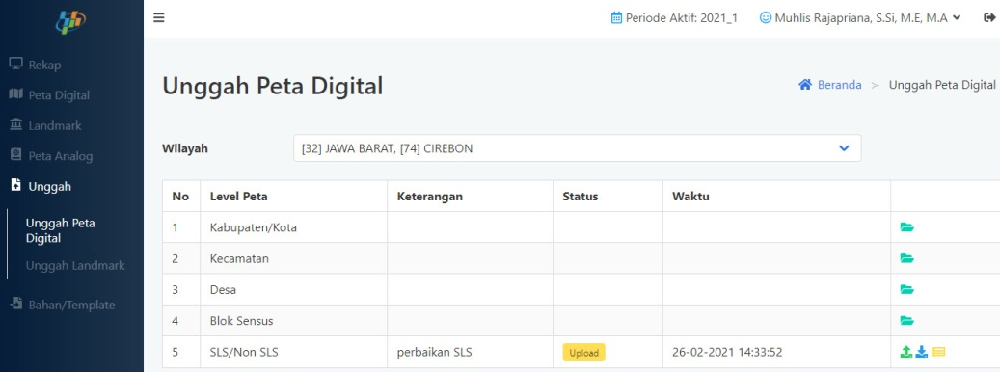 Periode Aktif: 2021_1 Muhlis Rajapriana, S.Si, M.E, M.A
Rekap
Peta Digital
Landmark
Peta Analog
Unggah
Unggah Peta
Digital
Unggah Landmark
Bahan/Template
Unggah Peta Digital
Beranda > Unggah Peta Digital
Wilayah [32] JAWA BARAT, [74] CIREBON
No Level Peta Keterangan Status Waktu
1 Kabupaten/Kota
2 Kecamatan
3 Desa
4 Blok Sensus
5 SLS/Non SLS perbaikan SLS Upload 26-02-2021 14:33:52